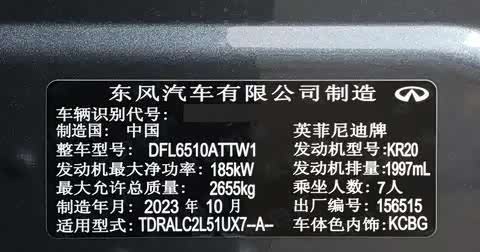 东风汽车有限公司制造
车辆识别代号:
制造国: 中国 英菲尼迪牌
整车型号: DFL6510ATTW1 发动机型号: KR20
发动机最大净功率: 185kW 发动机排量: 1997mL
最大允许总质量: 2655kg 乘坐人数: 7人
制造年月: 2023 年 10 月 出厂编号: 156515
适用型式: TDRALC2L51UX7-A- 车体色内饰: KCBG